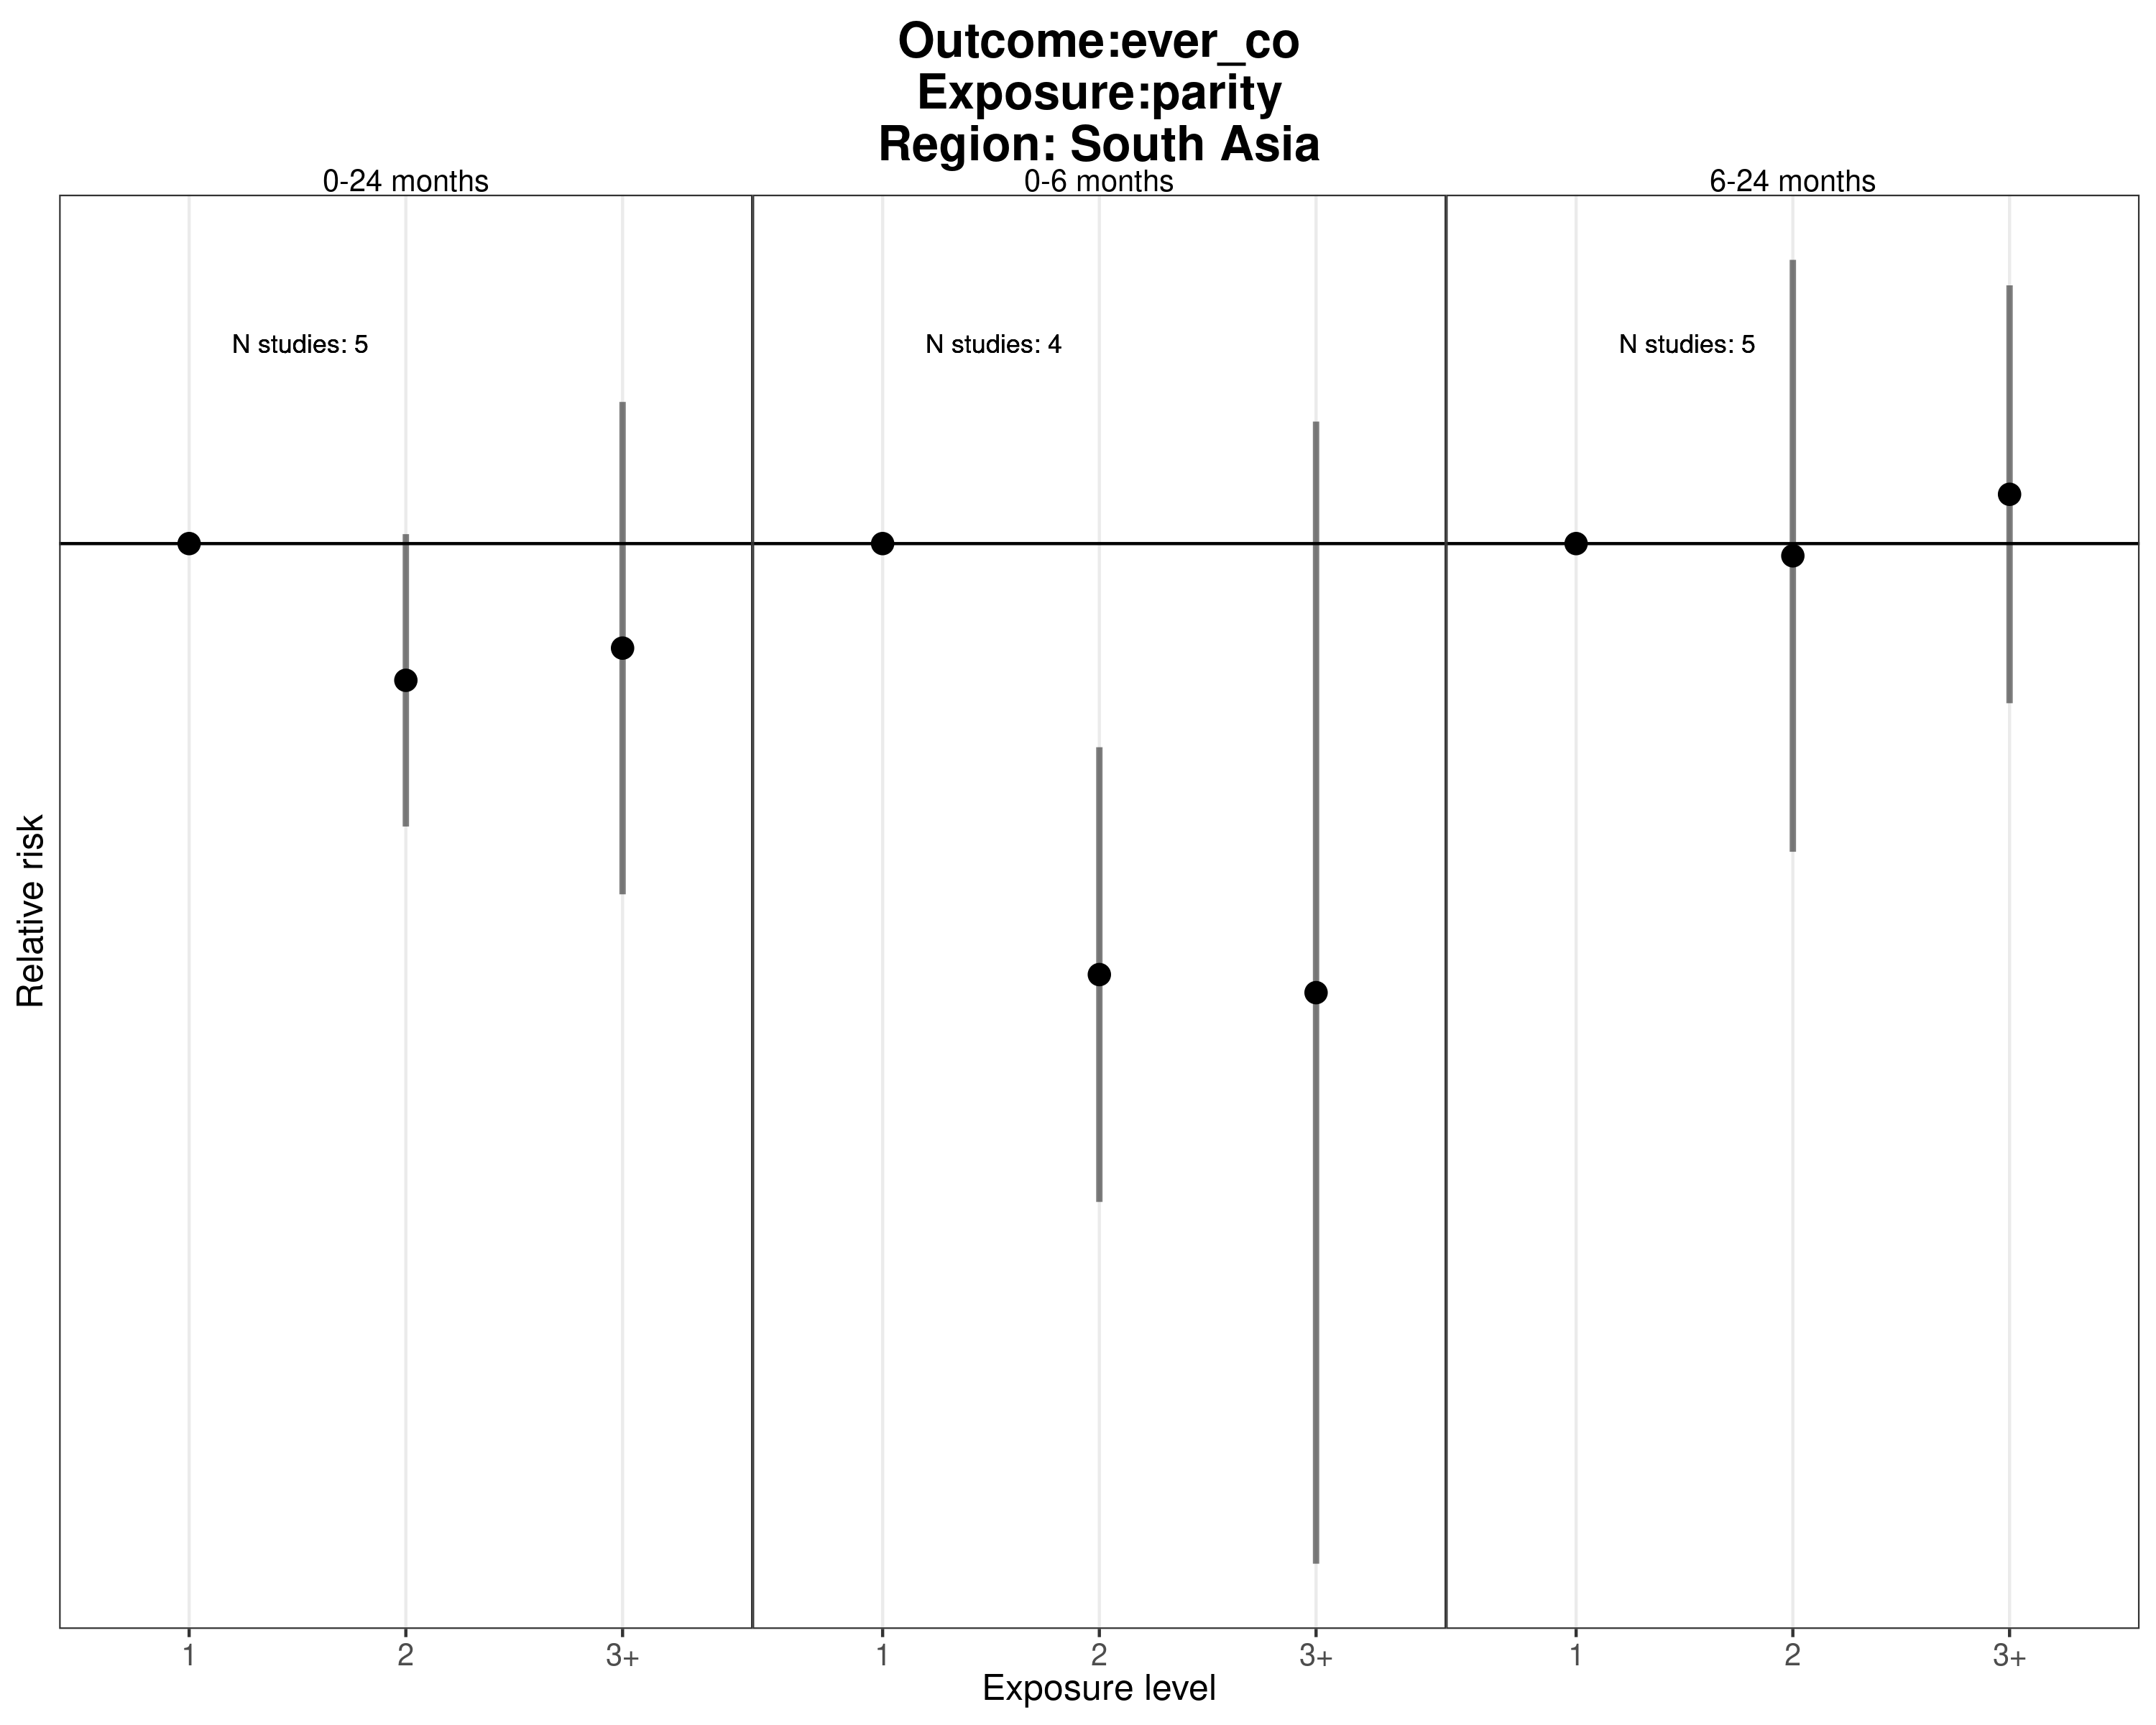 Outcome:ever_co
Exposure:parity
Region: South Asia
0-24 months
0-6 months
6-24 months
N studies: 5
N studies: 4
N studies: 5
Relative risk
1
2
3+
1
2
3+
1
2
3+
Exposure level